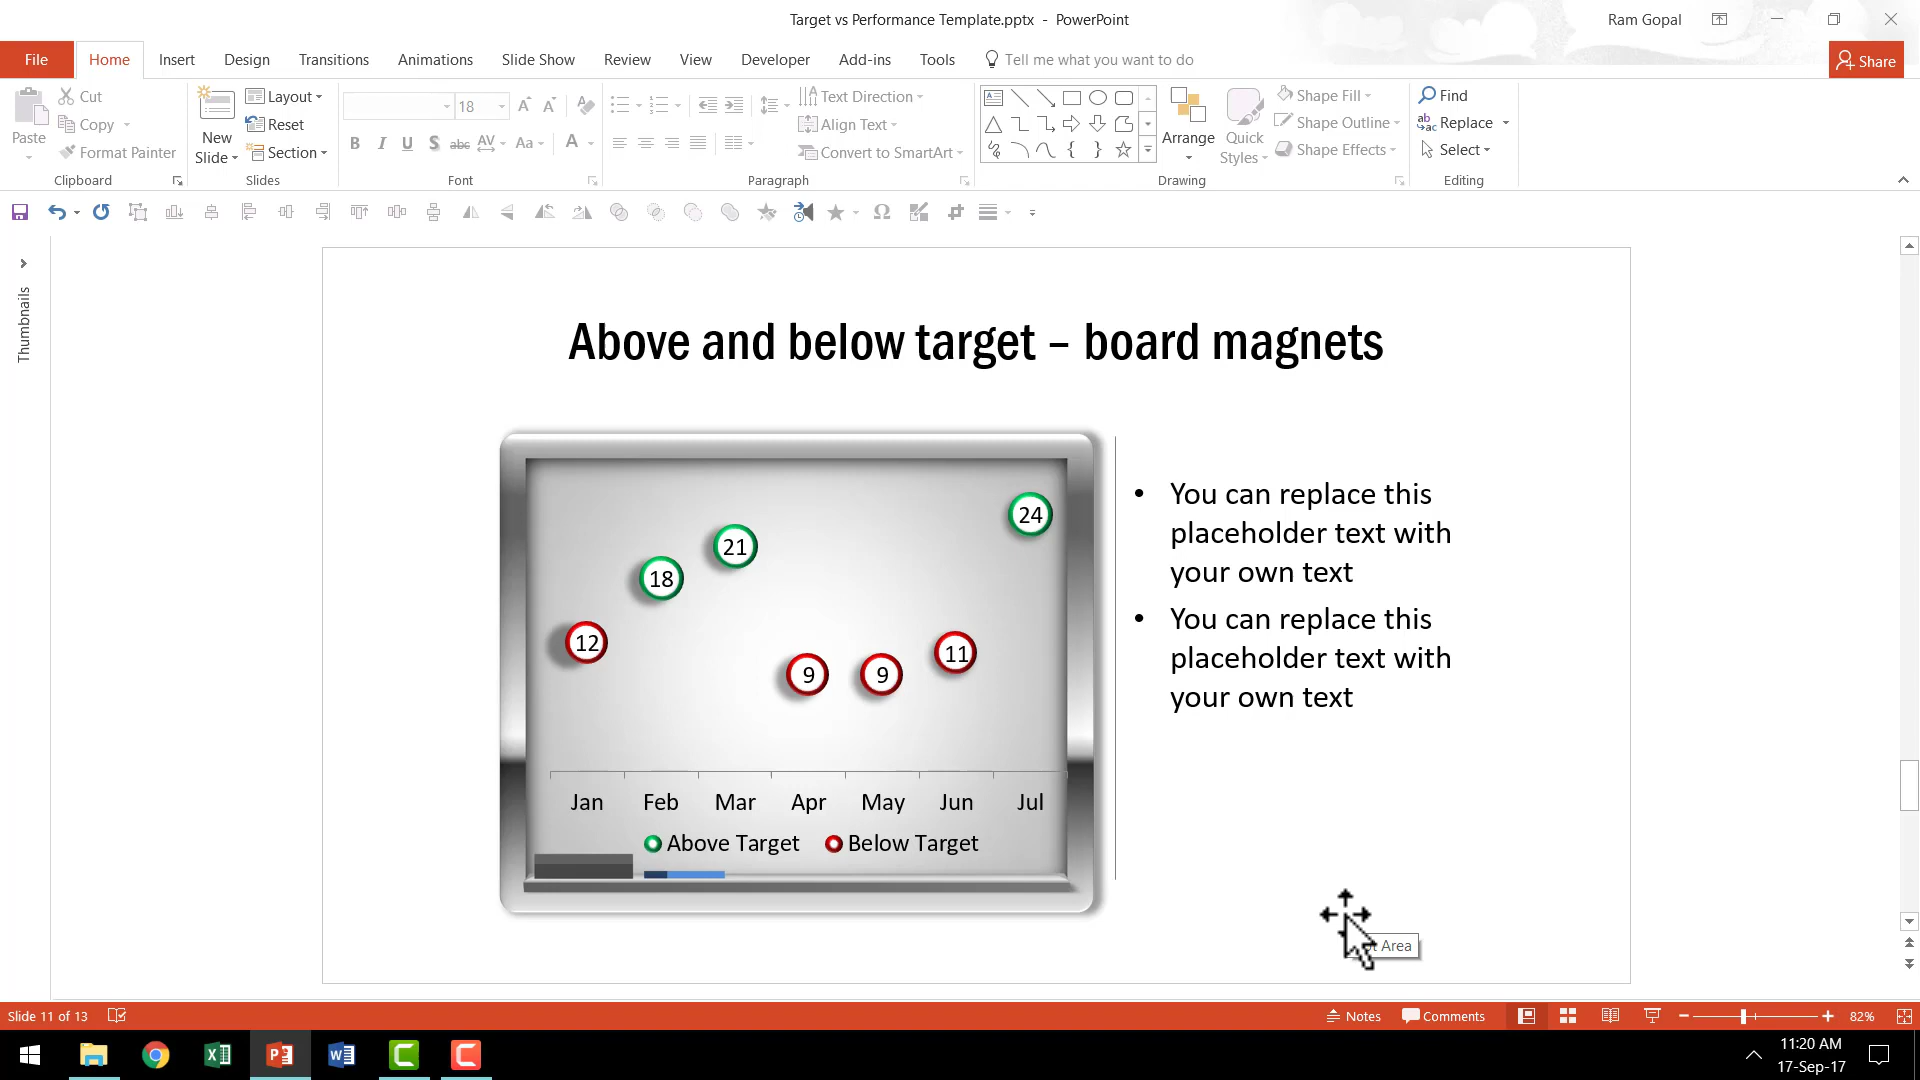 Target vs Performance Template.pptx - PowerPoint
Ram Gopal
File Home Insert Design Transitions Animations Slide Show Review View Developer Add-ins Tools Tell me what you want to do Share
Paste
Cut
Copy
Format Painter
Clipboard
New Slide
Layout
Reset
Section
Slides
18
B I U S abc AV Aa A
Font
Text Direction
Align Text
Convert to SmartArt
Paragraph
Arrange
Quick Styles
Shape Fill
Shape Outline
Shape Effects
Drawing
Find
Replace
Select
Editing
Thumbnails
Above and below target – board magnets
24
21
18
12
11
9 9
Jan Feb Mar Apr May Jun Jul
Above Target Below Target
• You can replace this
placeholder text with
your own text
• You can replace this
placeholder text with
your own text
Area
Slide 11 of 13
Notes Comments 82%
11:20 AM
17-Sep-17